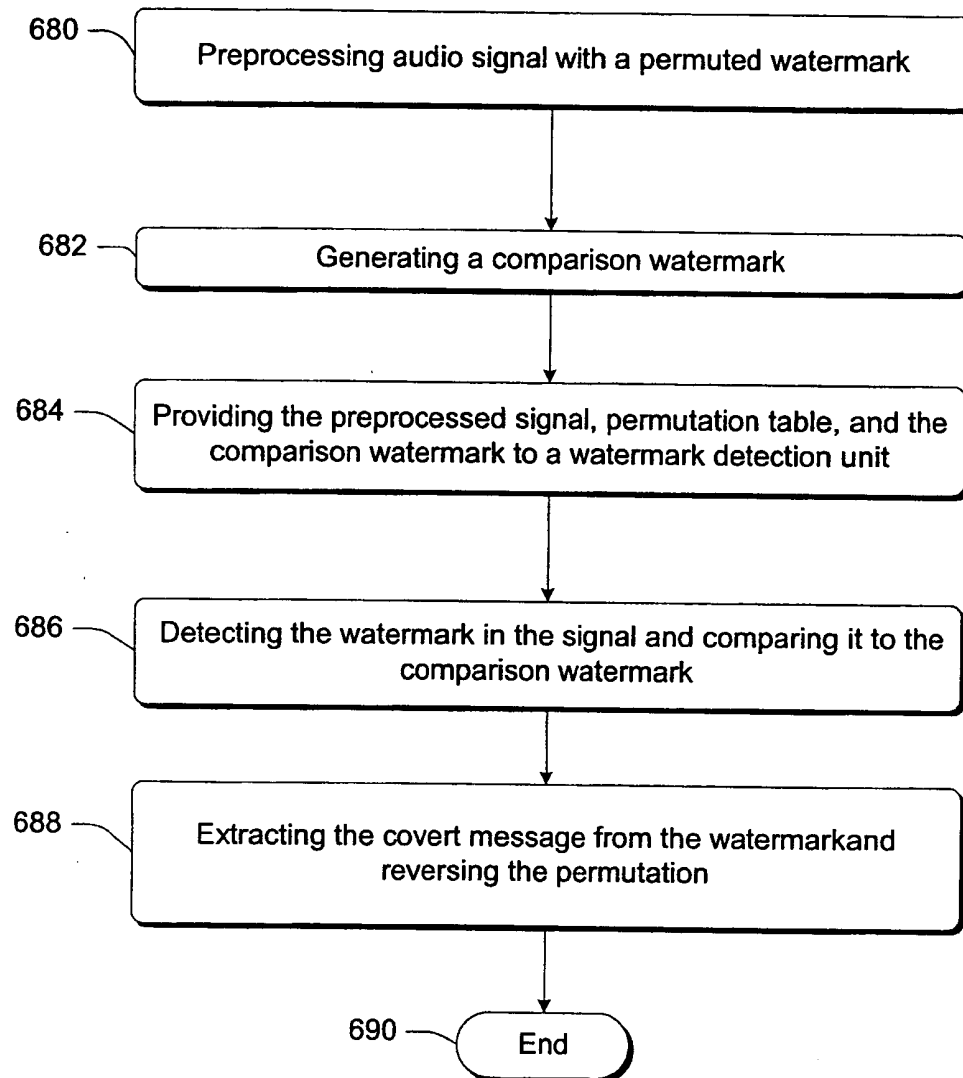 680
Preprocessing audio signal with a permuted watermark
682
Generating a comparison watermark
684
Providing the preprocessed signal, permutation table, and the
comparison watermark to a watermark detection unit
686
Detecting the watermark in the signal and comparing it to the
comparison watermark
688
Extracting the covert message from the watermarkand
reversing the permutation
690
End